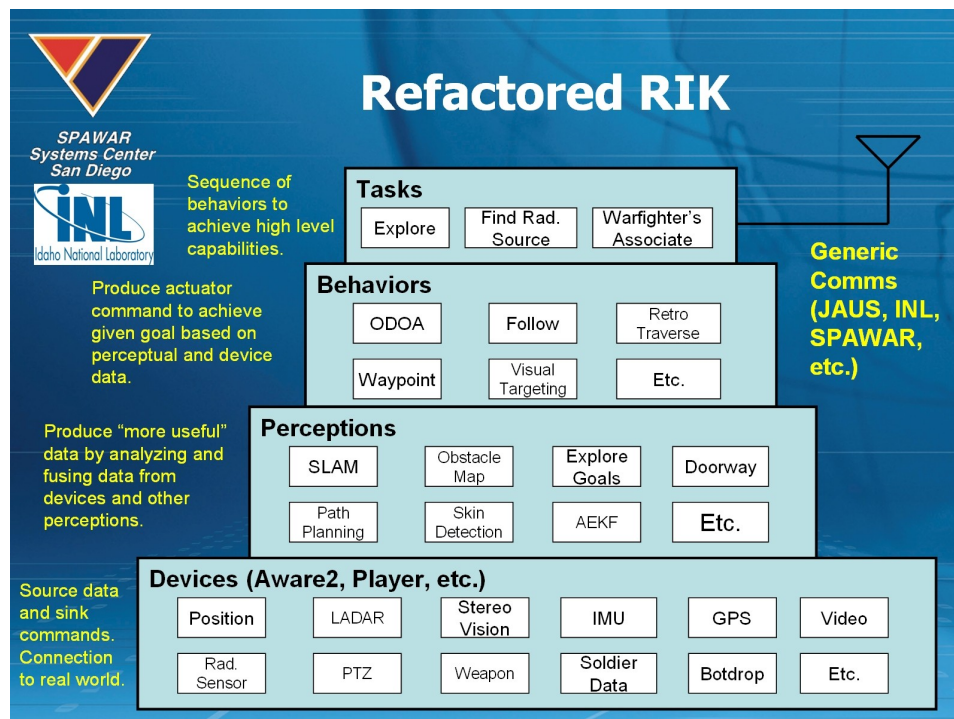 Refactored RIK
SPAWAR
Systems Center
San Diego
INL
Idaho National Laboratory
Sequence of
behaviors to
achieve high level
capabilities.
Tasks
Explore
Find Rad.
Source
Warfighter's
Associate
Generic
Comms
(JAUS, INL,
SPAWAR,
etc.)
Produce actuator
command to achieve
given goal based on
perceptual and device
data.
Behaviors
ODOA
Follow
Retro
Traverse
Waypoint
Visual
Targeting
Etc.
Produce “more useful”
data by analyzing and
fusing data from
devices and other
perceptions.
Perceptions
SLAM
Obstacle
Map
Explore
Goals
Doorway
Path
Planning
Skin
Detection
AEKF
Etc.
Source data
and sink
commands.
Connection
to real world.
Devices (Aware2, Player, etc.)
Position
LADAR
Stereo
Vision
IMU
GPS
Video
Rad.
Sensor
PTZ
Weapon
Soldier
Data
Botdrop
Etc.